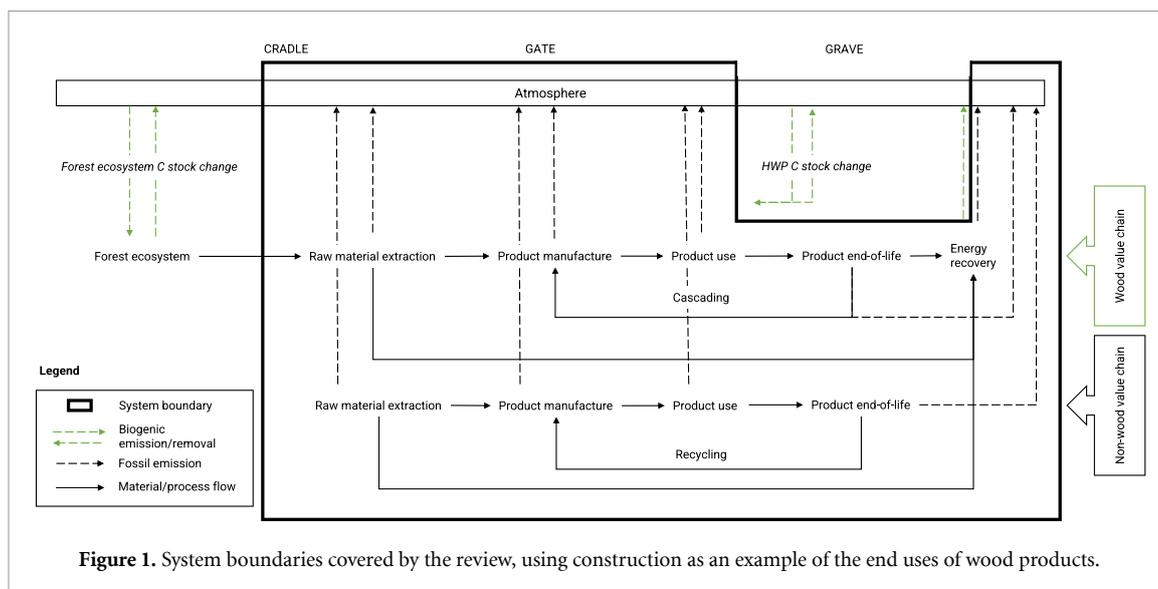 CRADLE
GATE
GRAVE
Atmosphere
Forest ecosystem C stock change
HWP C stock change
Forest ecosystem
Raw material extraction
Product manufacture
Product use
Product end-of-life
Energy
recovery
Cascading
Wood value chain
Raw material extraction
Product manufacture
Product use
Product end-of-life
Recycling
Non-wood value chain
Legend
System boundary
Biogenic
emission/removal
Fossil emission
Material/process flow
Figure 1. System boundaries covered by the review, using construction as an example of the end uses of wood products.